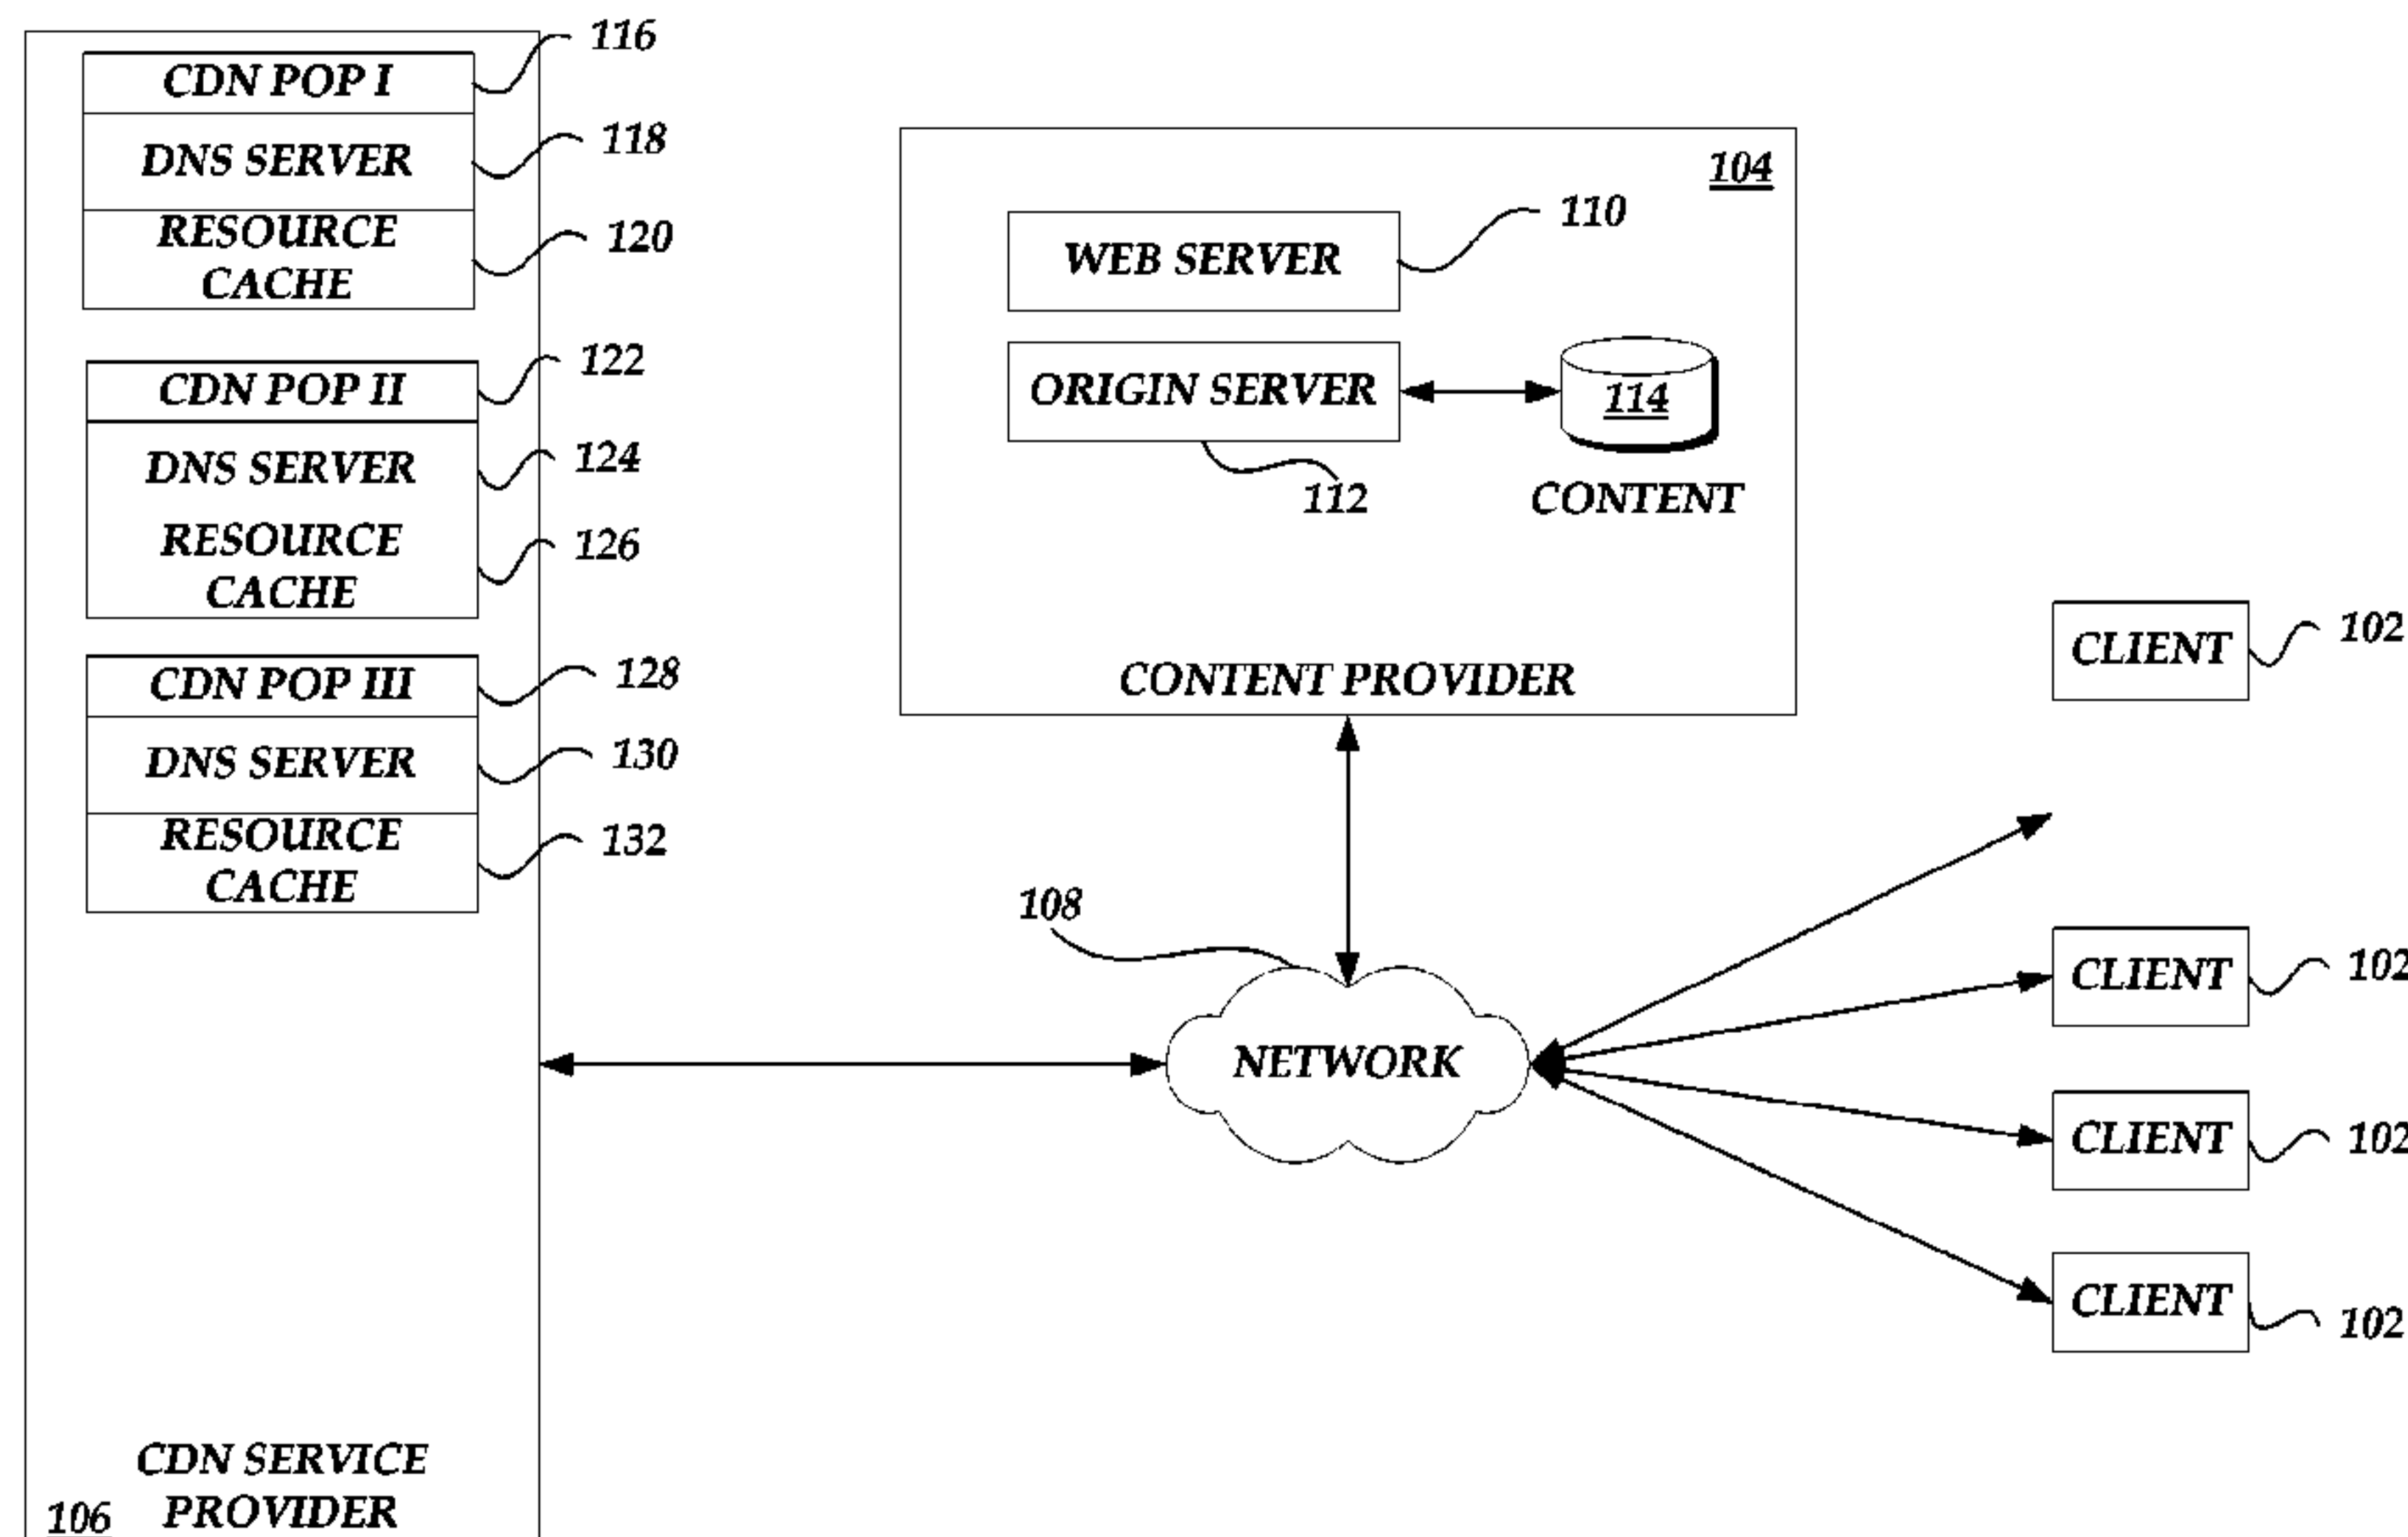 CDN POP I
116
DNS SERVER
118
RESOURCE
CACHE
120
CDN POP II
122
DNS SERVER
124
RESOURCE
CACHE
126
CDN POP III
128
DNS SERVER
130
RESOURCE
CACHE
132
CDN SERVICE
PROVIDER
106
104
WEB SERVER
110
ORIGIN SERVER
112
114
CONTENT
CONTENT PROVIDER
108
NETWORK
CLIENT
102
CLIENT
102
CLIENT
102
CLIENT
102